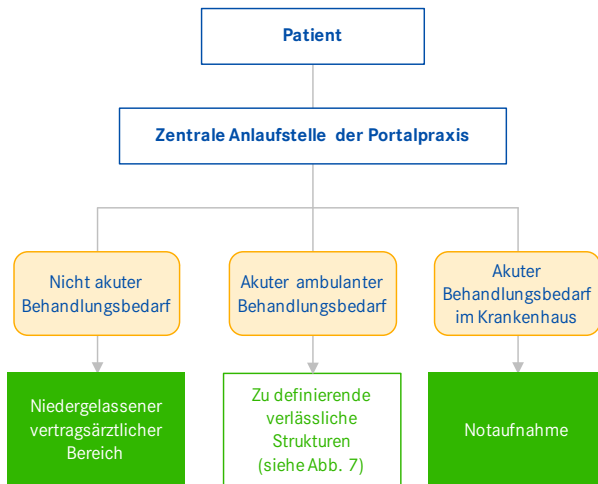 Patient
Zentrale Anlaufstelle der Portalpraxis
Nicht akuter
Behandlungsbedarf
Akuter ambulanter
Behandlungsbedarf
Akuter
Behandlungsbedarf
im Krankenhaus
Niedergelassener
vertragsärztlicher
Bereich
Zu definierende
verlässliche
Strukturen
(siehe Abb. 7)
Notaufnahme